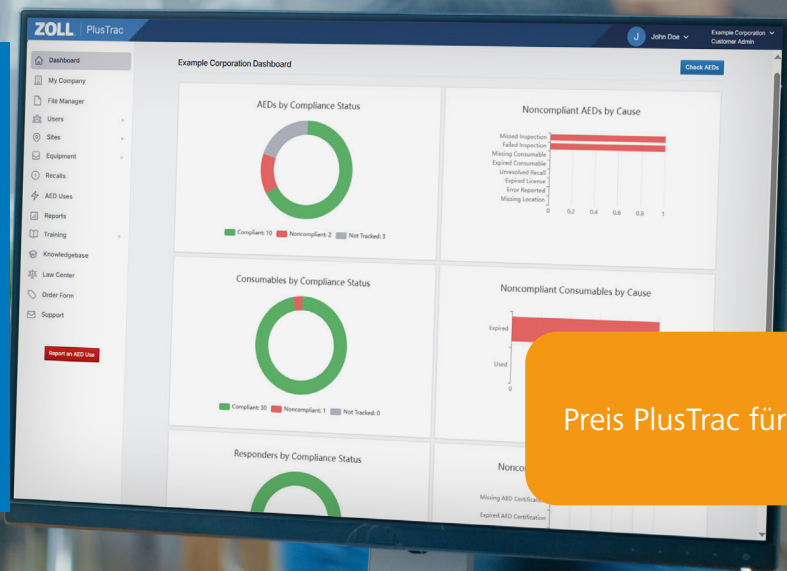 ZOLL PlusTrac
J John Doe
Example Corporation
Customer Admin
Dashboard
My Company
File Manager
Users
Sites
Equipment
Recalls
AED Uses
Reports
Training
Knowledgebase
Law Center
Order Form
Support
Report an AED Use
Example Corporation Dashboard
Check AEDs
AEDs by Compliance Status
Compliant: 10 Noncompliant: 2 Not Tracked: 3
Noncompliant AEDs by Cause
Missed Inspection
Failed Inspection
Missing Consumable
Expired Consumable
Unresolved Recall
Expired License
Error Reported
Missing Location
0 0.2 0.4 0.6 0.8 1
Consumables by Compliance Status
Compliant: 30 Noncompliant: 1 Not Tracked: 0
Noncompliant Consumables by Cause
Expired
Used
0
Responders by Compliance Status
Missing AED
Expired AED Certification
Preis PlusTrac für